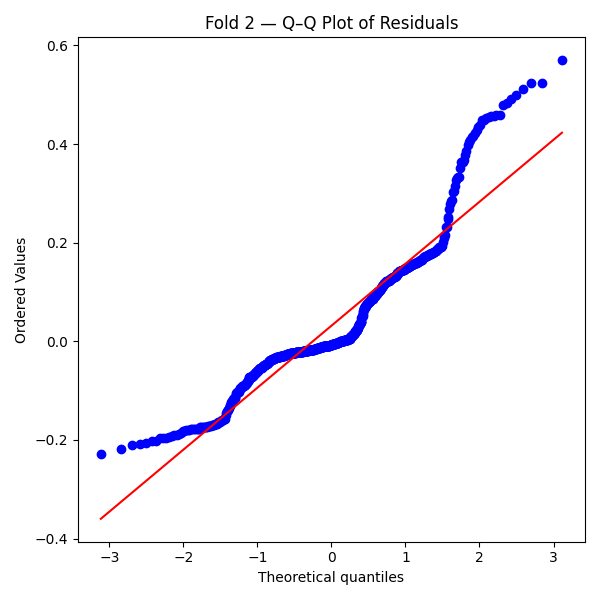 Fold 2 — Q–Q Plot of Residuals
Ordered Values
0.6
0.4
0.2
0.0
−0.2
−0.4
−3 −2 −1 0 1 2 3
Theoretical quantiles